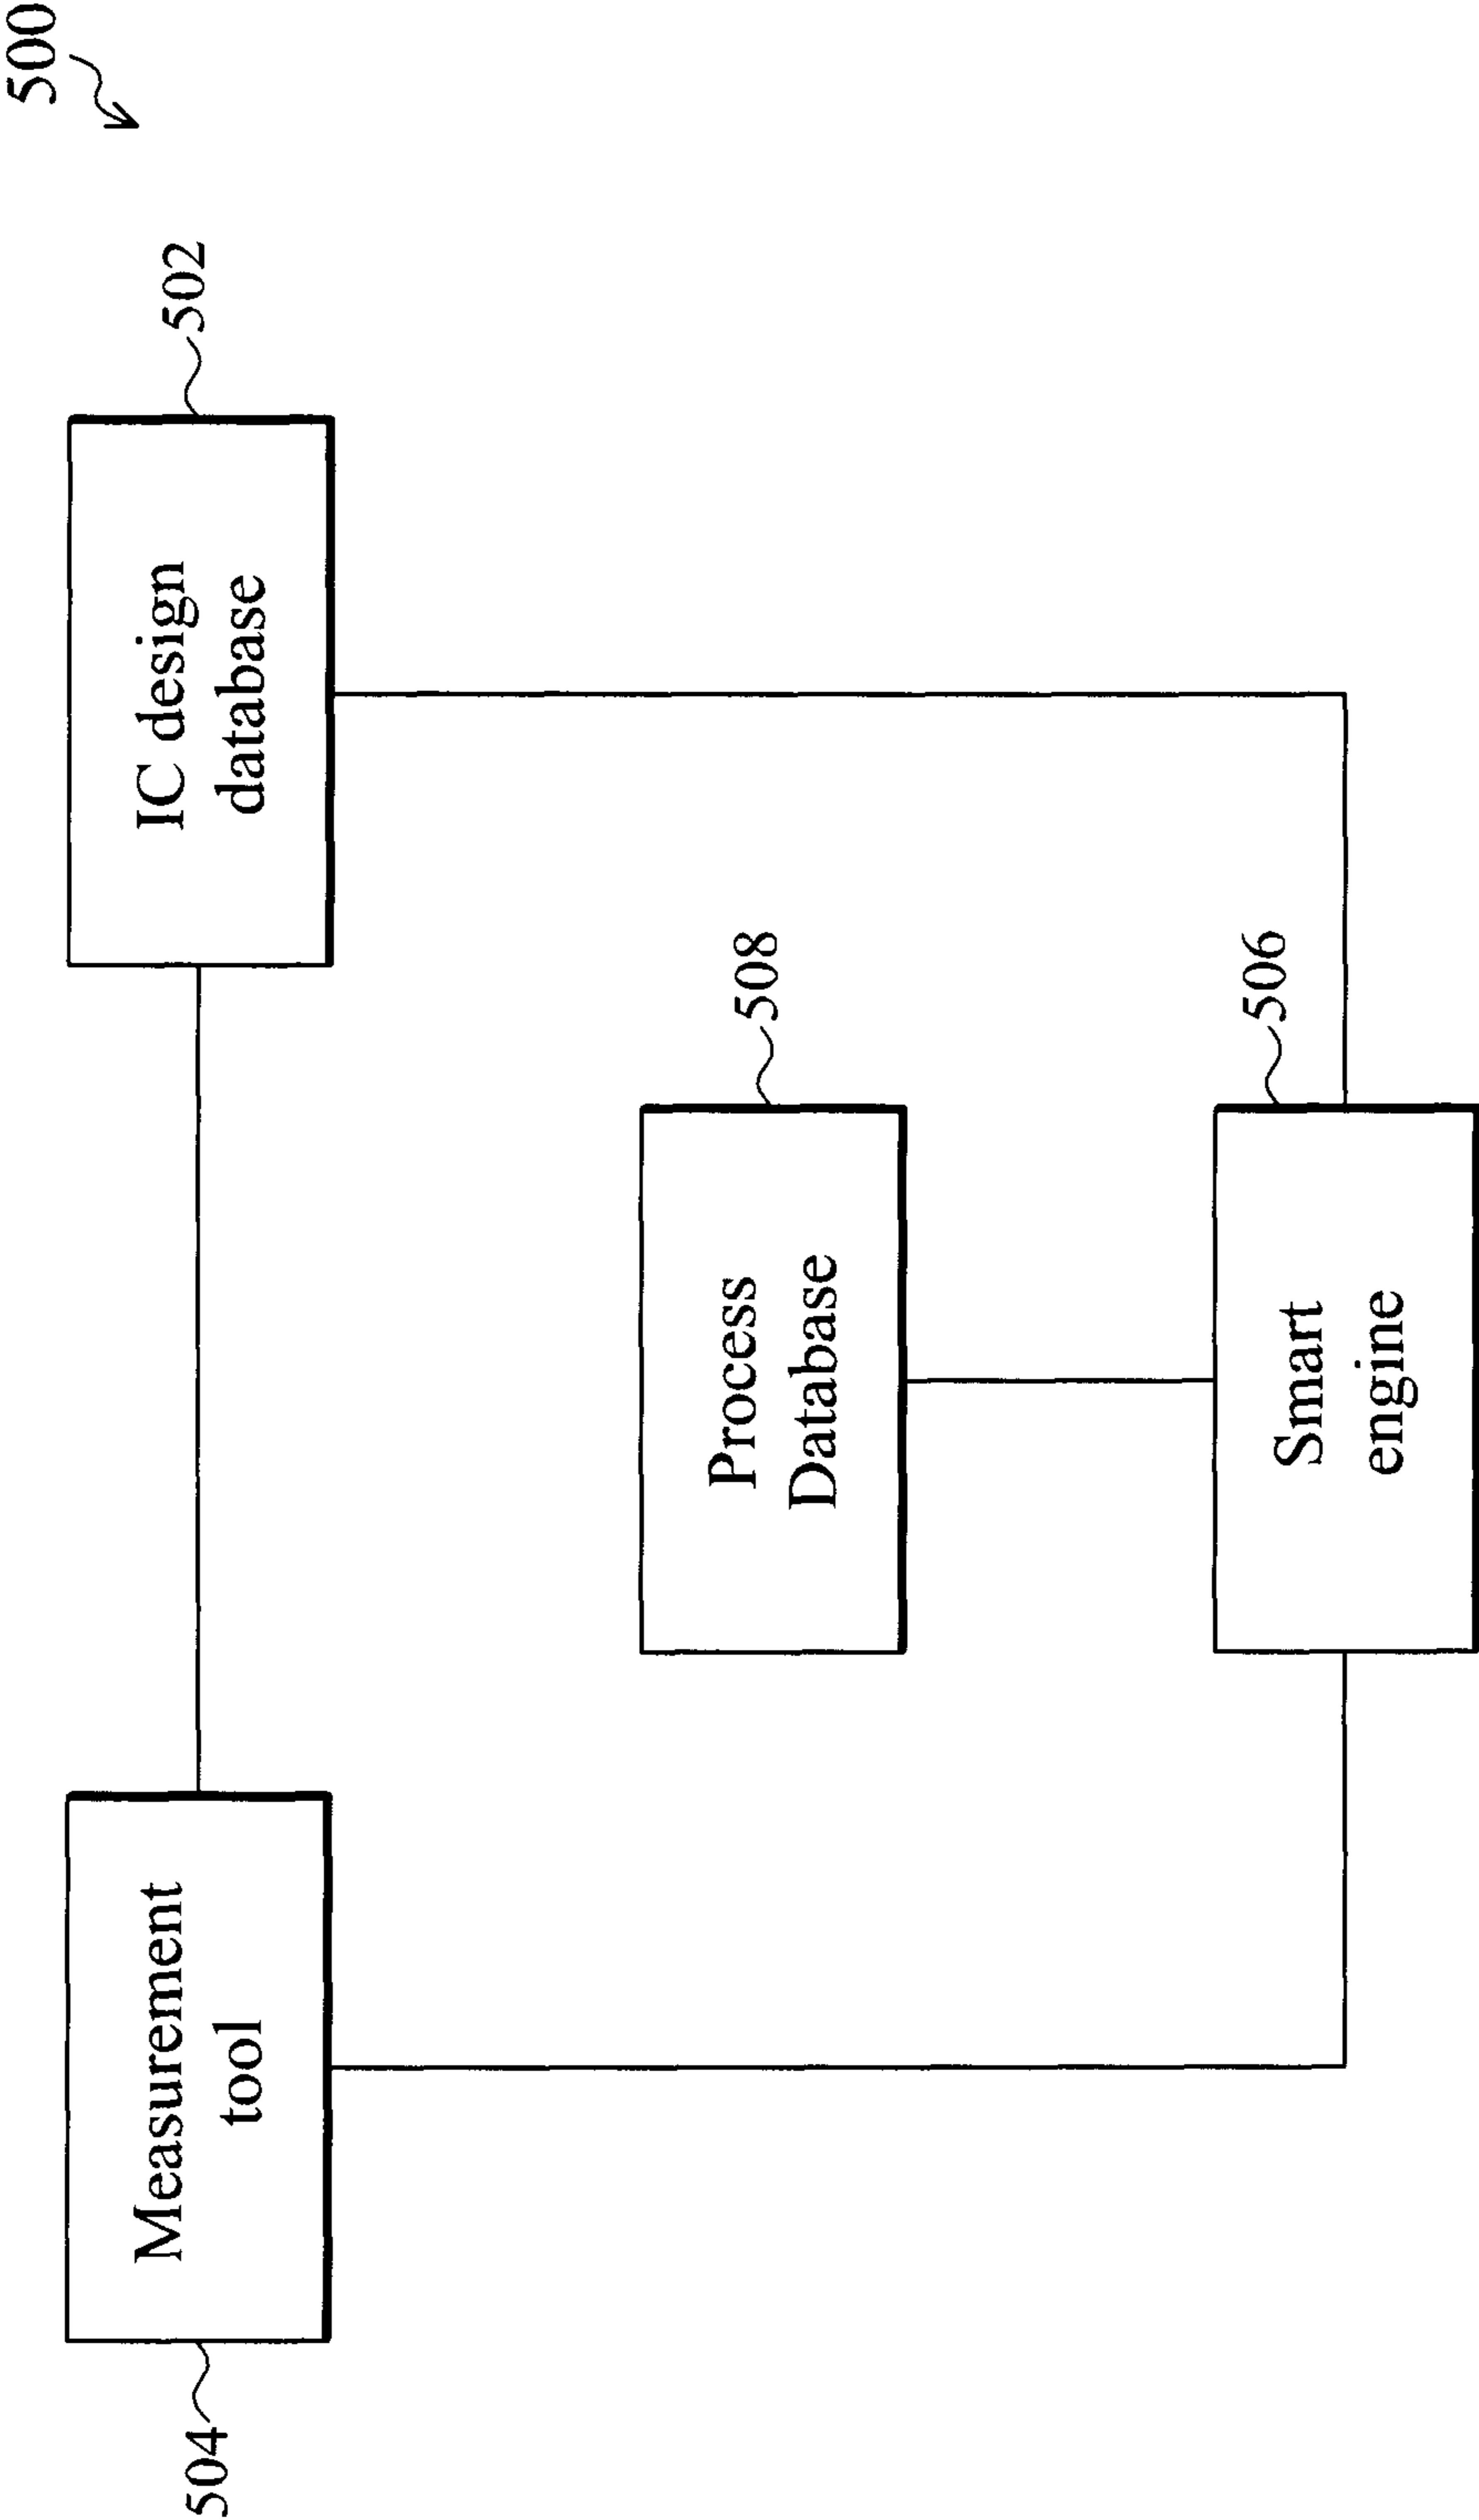 500
504
Measurement
tool
IC design
database
502
Process
Database
508
Smart
engine
506